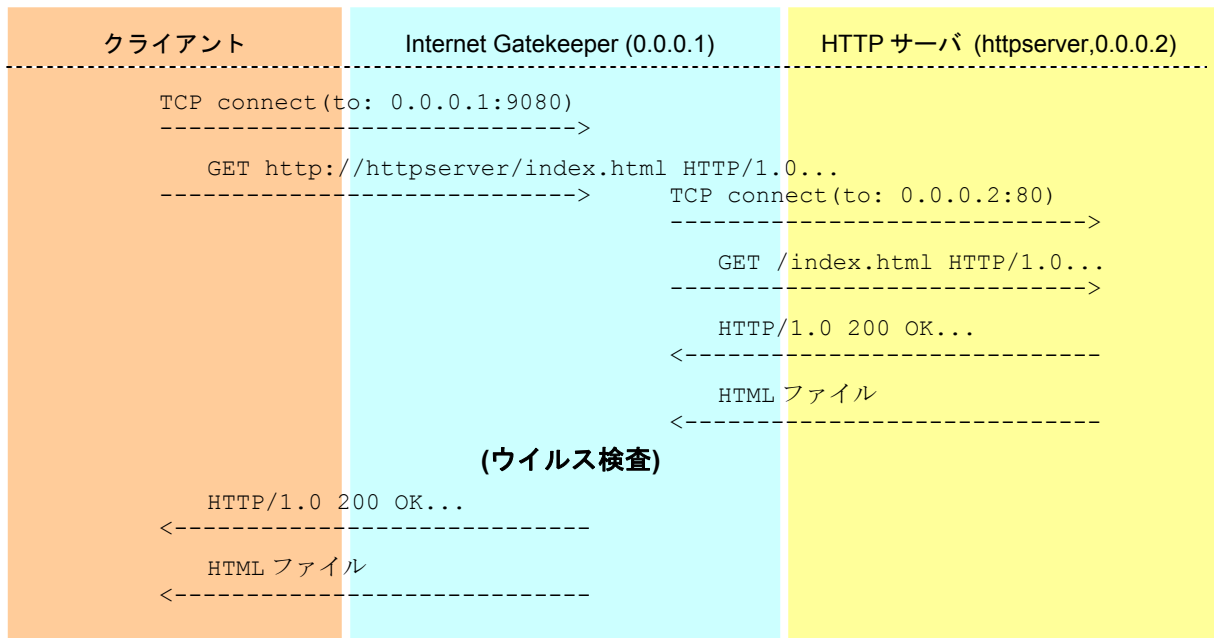 クライアント Internet Gatekeeper (0.0.0.1) HTTP サーバ (httpserver,0.0.0.2)
TCP connect(to: 0.0.0.1:9080)
----------------------------->
GET http://httpserver/index.html HTTP/1.0...
----------------------------->
TCP connect(to: 0.0.0.2:80)
----------------------------->
GET /index.html HTTP/1.0...
----------------------------->
HTTP/1.0 200 OK...
<-----------------------------
HTML ファイル
<-----------------------------
(ウイルス検査)
HTTP/1.0 200 OK...
<-----------------------------
HTML ファイル
<-----------------------------